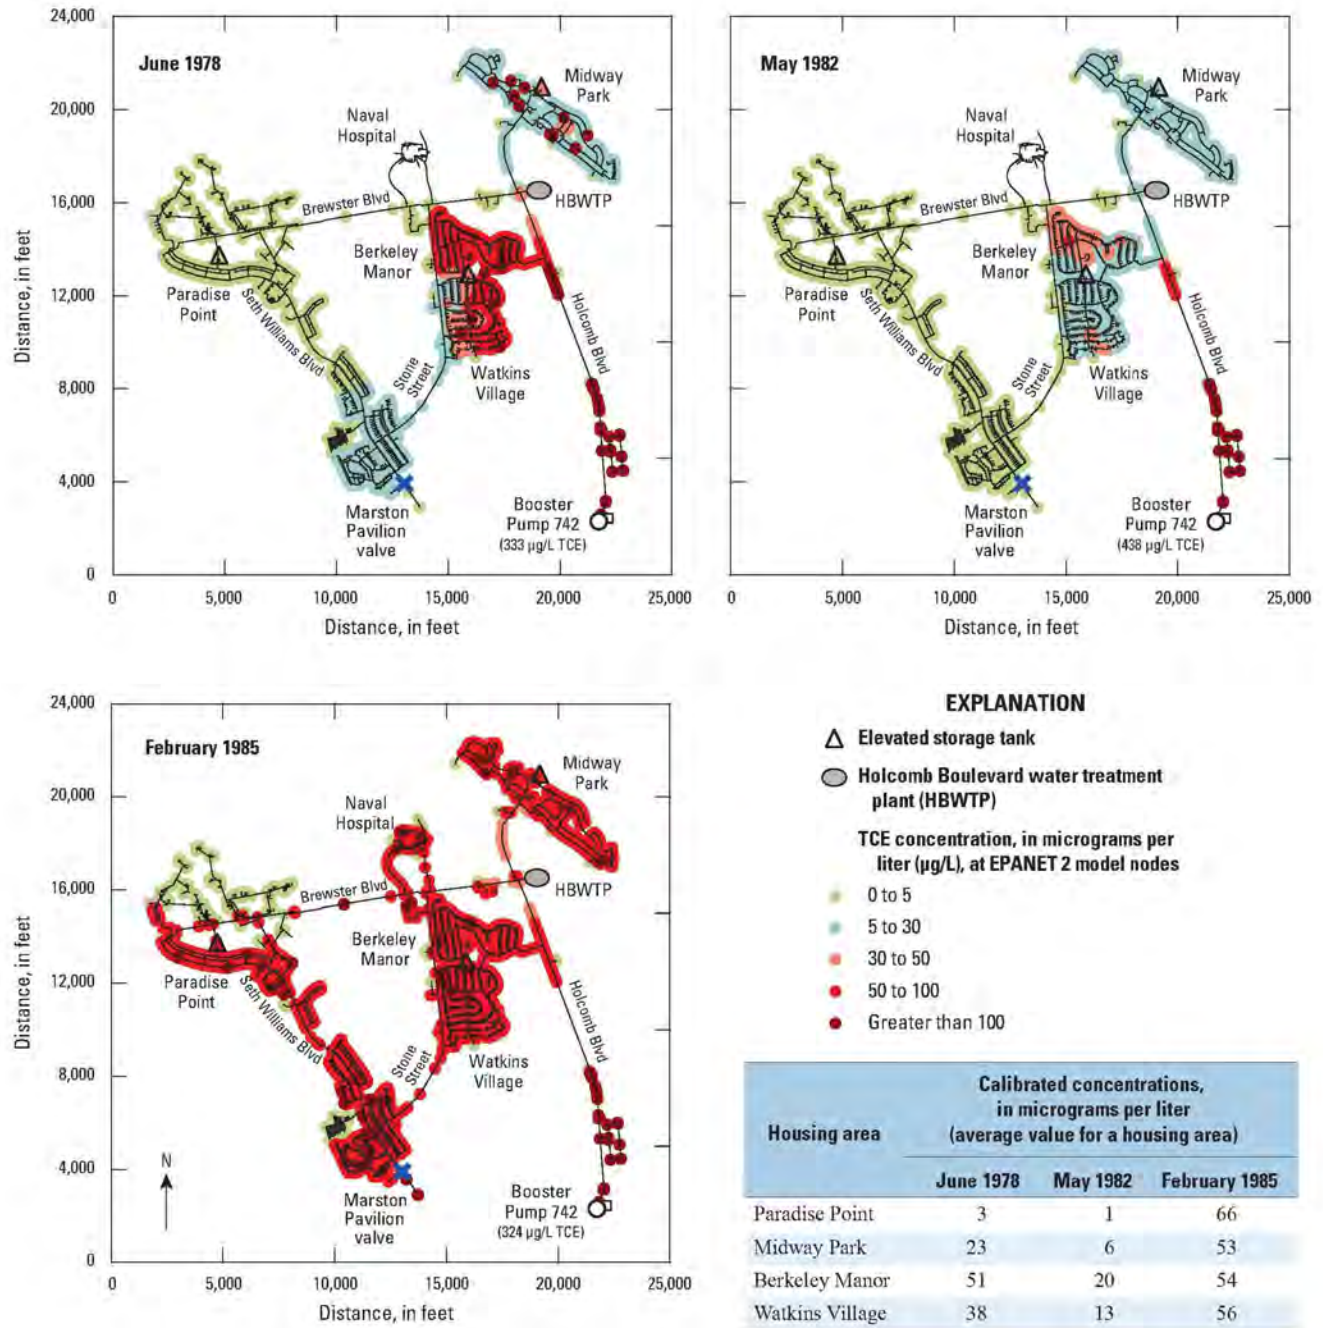 24,000
20,000
16,000
12,000
8,000
4,000
0
Distance, in feet
June 1978
Midway
Park
Naval
Hospital
HBWTP
Brewster Blvd
Berkeley
Manor
Paradise
Point
Seth Williams Blvd
Holcomb Blvd
Stone
Street
Watkins
Village
Marston
Pavilion
valve
Booster
Pump 742
(333 µg/L TCE)
0 5,000 10,000 15,000 20,000 25,000
Distance, in feet
May 1982
Midway
Park
Naval
Hospital
HBWTP
Brewster Blvd
Berkeley
Manor
Paradise
Point
Seth Williams Blvd
Holcomb Blvd
Stone
Street
Watkins
Village
Marston
Pavilion
valve
Booster
Pump 742
(438 µg/L TCE)
0 5,000 10,000 15,000 20,000 25,000
Distance, in feet
24,000
20,000
16,000
12,000
8,000
4,000
0
Distance, in feet
February 1985
Midway
Park
Naval
Hospital
HBWTP
Brewster Blvd
Berkeley
Manor
Paradise
Point
Seth Williams Blvd
Holcomb Blvd
Stone
Street
Watkins
Village
N
Marston
Pavilion
valve
Booster
Pump 742
(324 µg/L TCE)
0 5,000 10,000 15,000 20,000 25,000
Distance, in feet
EXPLANATION
Elevated storage tank
Holcomb Boulevard water treatment
plant (HBWTP)
TCE concentration, in micrograms per
liter (µg/L), at EPANET 2 model nodes
0 to 5
5 to 30
30 to 50
50 to 100
Greater than 100
Calibrated concentrations,
in micrograms per liter
Housing area (average value for a housing area)
June 1978 May 1982 February 1985
Paradise Point 3 1 66
Midway Park 23 6 53
Berkeley Manor 51 20 54
Watkins Village 38 13 56